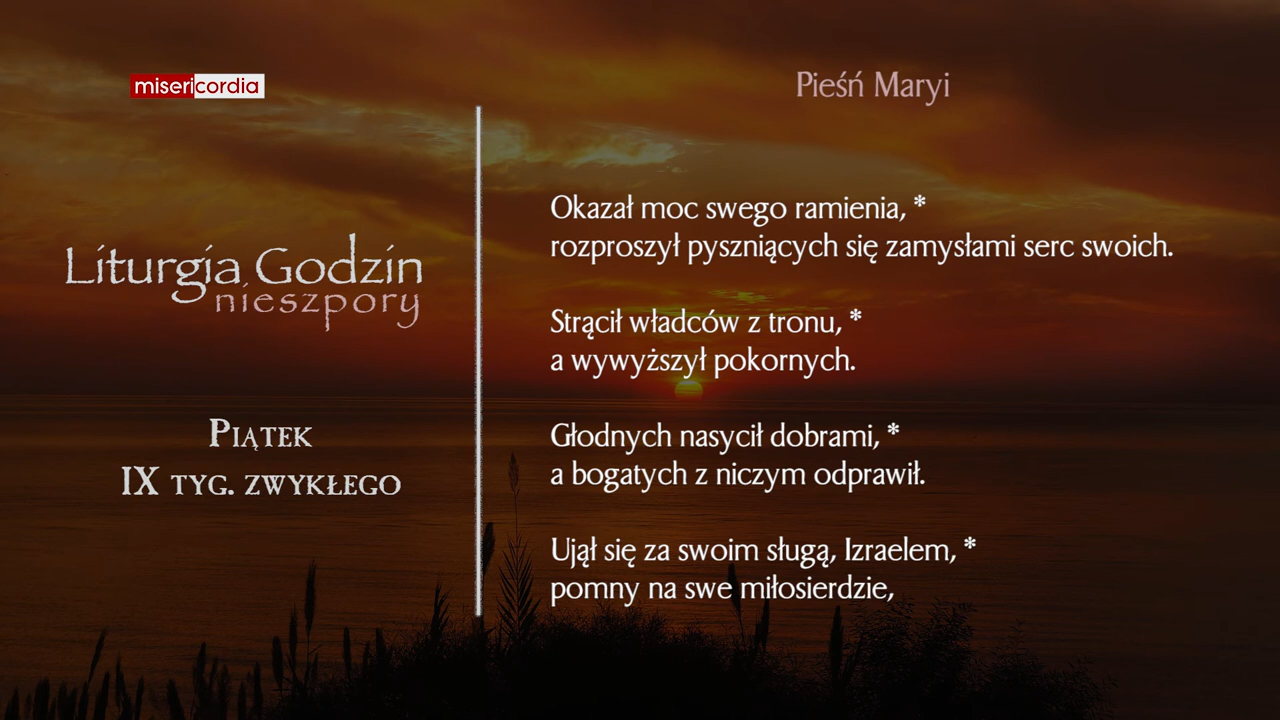 misericordia
Liturgia Godzin
nieszpory
Piątek
IX tyg. zwykłego
Pieśń Maryi
Okazał moc swego ramienia, *
rozproszył pyszniących się zamysłami serc swoich.
Strącił władców z tronu, *
a wywyższył pokornych.
Głodnych nasycił dobrami, *
a bogatych z niczym odprawił.
Ujął się za swoim sługą, Izraelem, *
pomny na swe miłosierdzie,